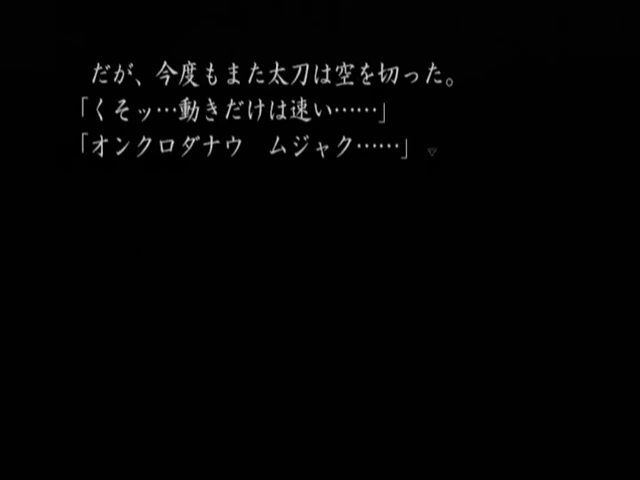 だが、今度もまた太刀は空を切った。
「くそッ…動きだけは速い……」
「オンクロダナウ　ムジャク……」